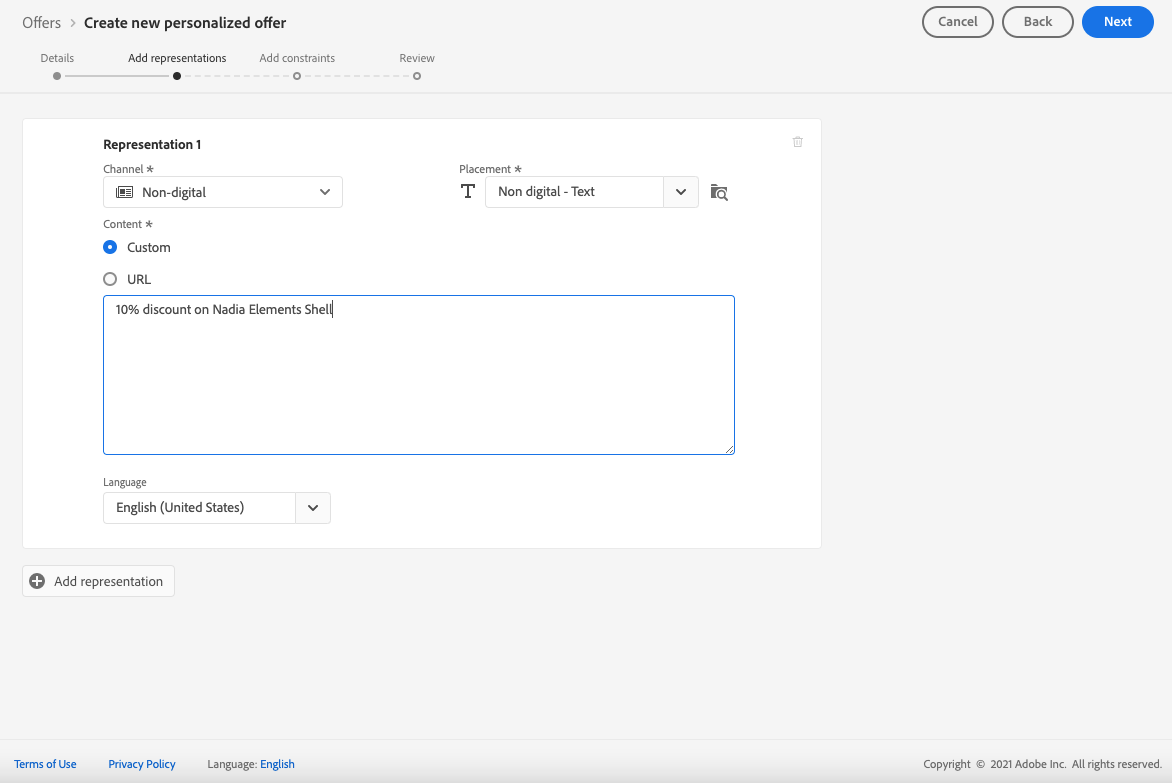 Offers > Create new personalized offer
Cancel Back Next
Details Add representations Add constraints Review
Representation 1
Channel * Placement *
Non-digital T Non digital - Text
Content *
Custom
URL
10% discount on Nadia Elements Shell
Language
English (United States)
Add representation
Terms of Use Privacy Policy Language: English Copyright © 2021 Adobe Inc. All rights reserved.